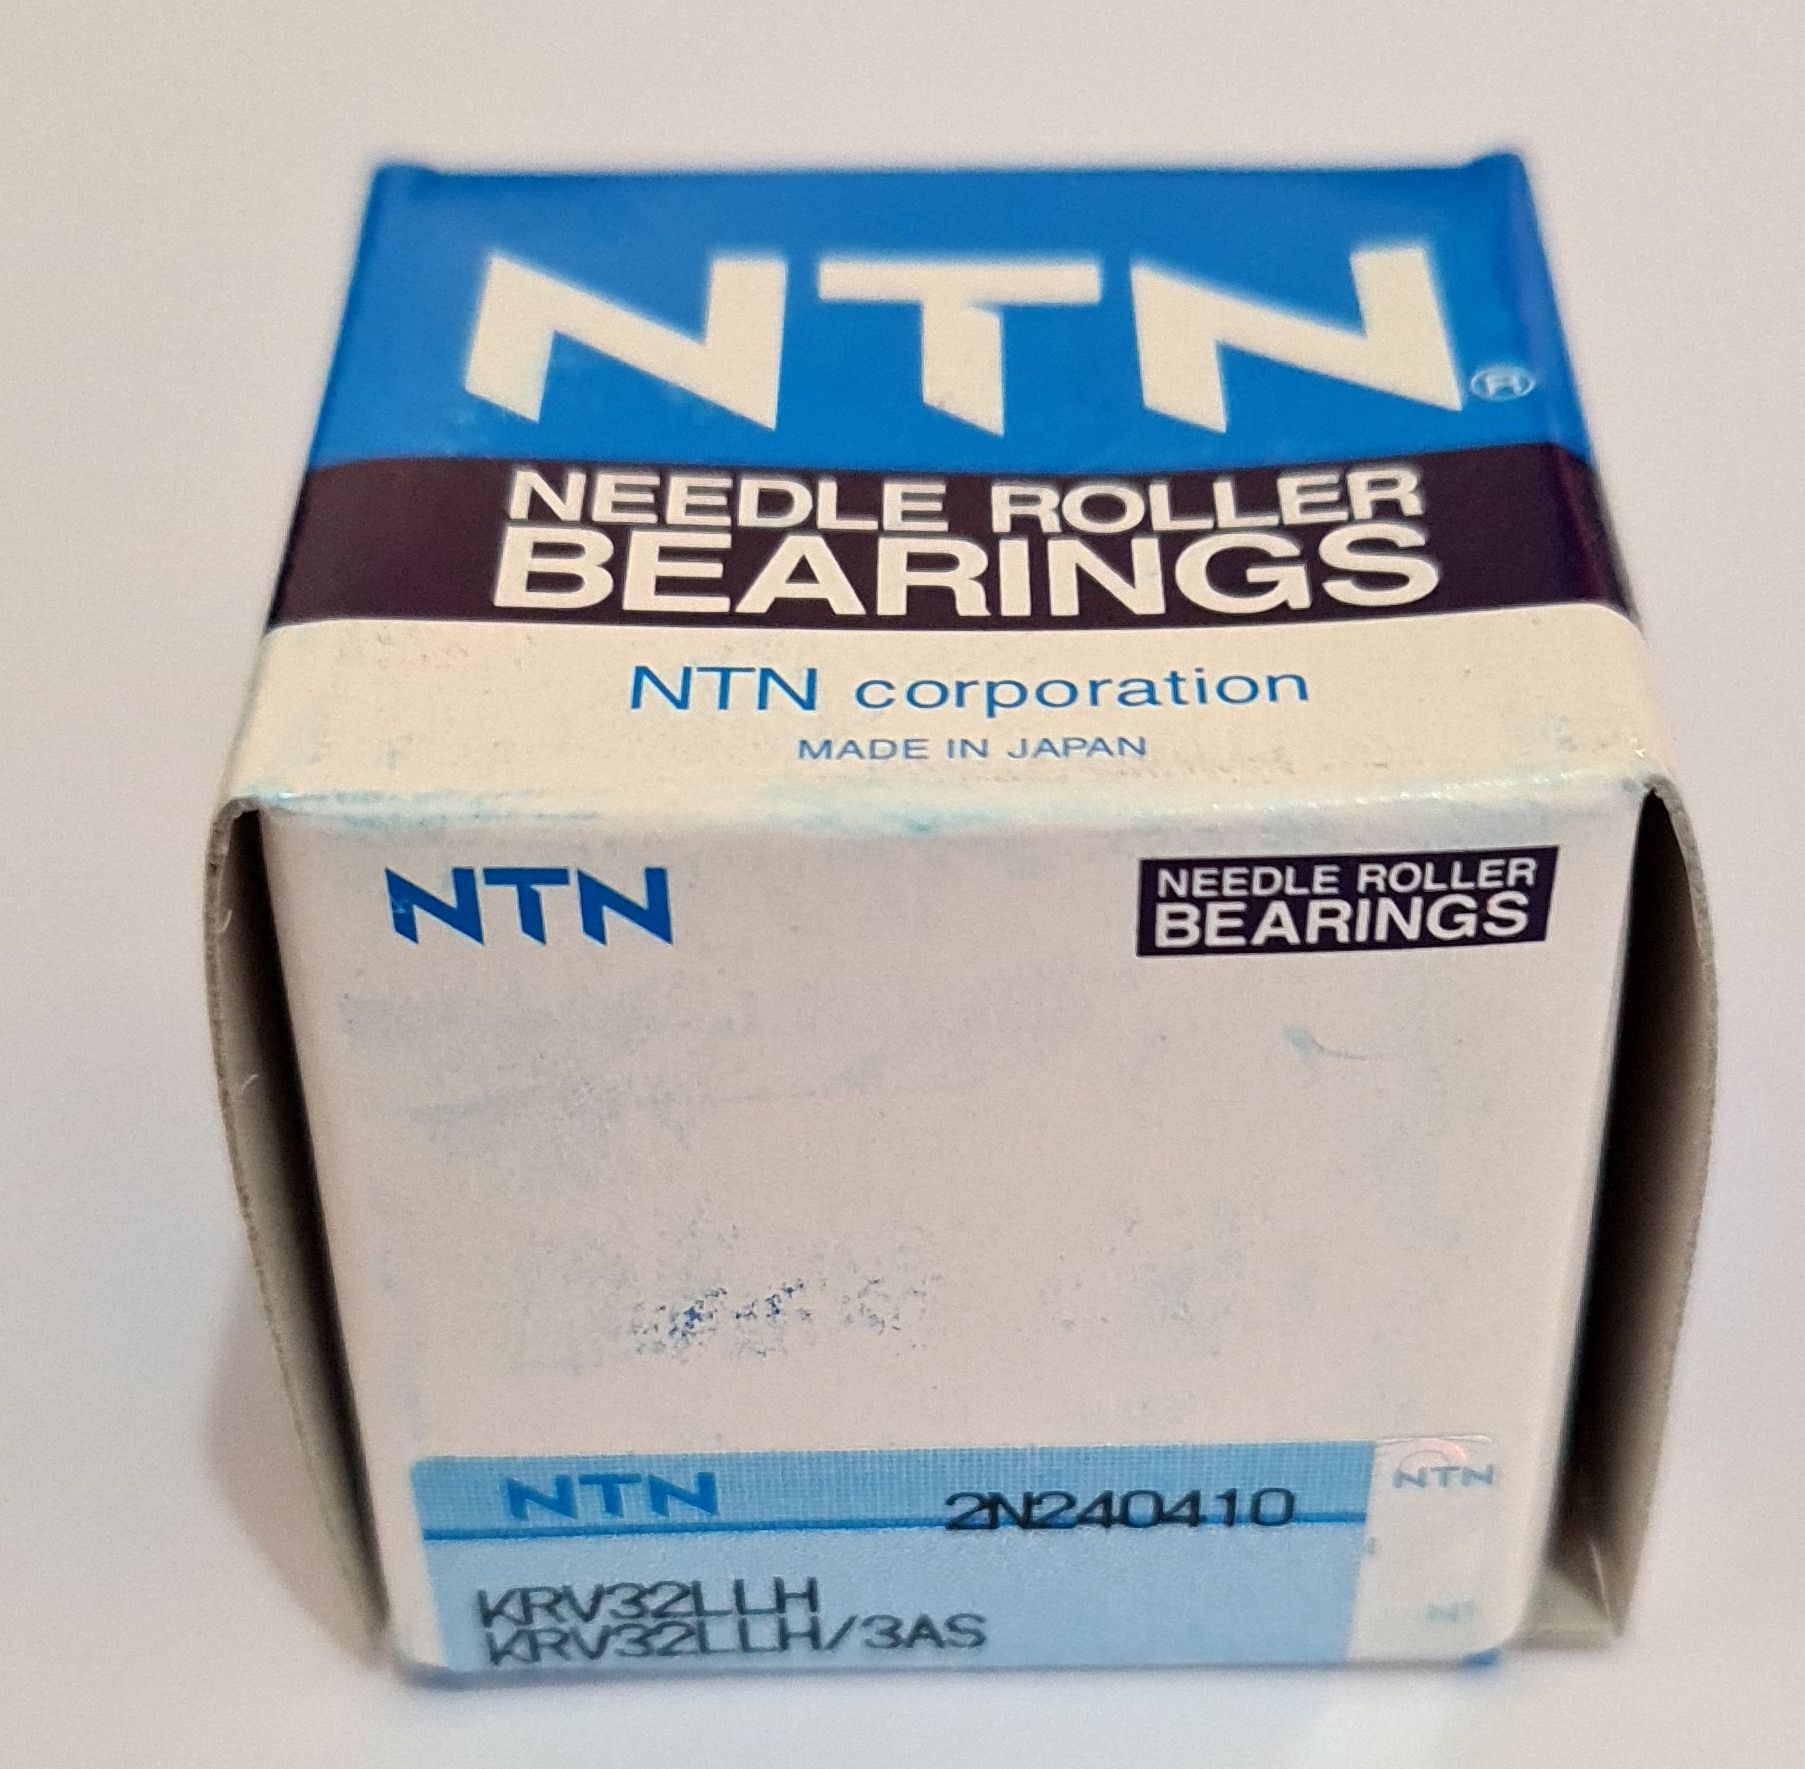 NTN®
NEEDLE ROLLER
BEARINGS
NTN corporation
MADE IN JAPAN
NTN
NEEDLE ROLLER
BEARINGS
NTN
2N240410
NTN
KRV32LLH
KRV32LLH/3AS